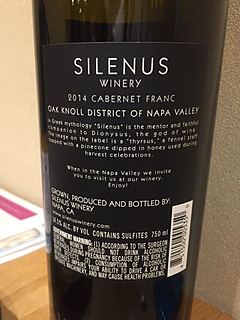 SILENUS
WINERY
2014 CABERNET FRANC
OAK KNOLL DISTRICT OF NAPA VALLEY
In Greek mythology "Silenus" is the mentor and faithful
companion to Dionysus, the god of wine.
The image on the label is a "thyrsus," a fennel staff
topped with a pinecone dipped in honey used during
harvest celebrations.
When in the Napa Valley we invite
you to visit us at our winery.
Enjoy!
GROWN, PRODUCED AND BOTTLED BY:
SILENUS WINERY
NAPA, CA
silenuswinery.com
ALC. BY VOL. CONTAINS SULFITES 750 ml
GOVERNMENT WARNING: (1) ACCORDING TO THE SURGEON
GENERAL, WOMEN SHOULD NOT DRINK ALCOHOLIC
BEVERAGES DURING PREGNANCY BECAUSE OF THE RISK OF
BIRTH DEFECTS. (2) CONSUMPTION OF ALCOHOLIC
BEVERAGES IMPAIRS YOUR ABILITY TO DRIVE A CAR OR
OPERATE MACHINERY, AND MAY CAUSE HEALTH PROBLEMS.